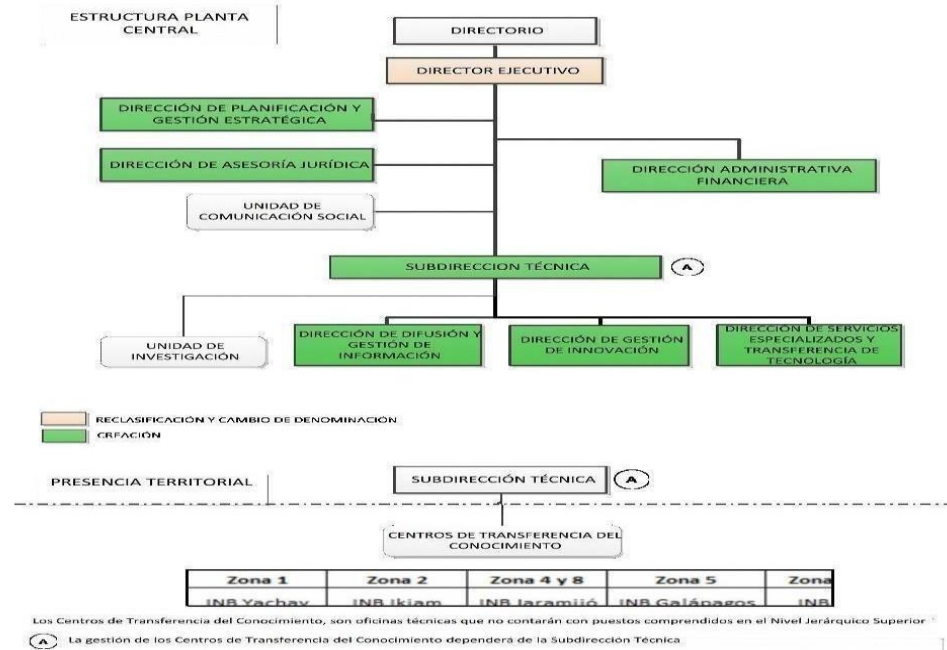 ESTRUCTURA PLANTA
CENTRAL
DIRECTORIO
DIRECTOR EJECUTIVO
DIRECCIÓN DE PLANIFICACIÓN Y
GESTIÓN ESTRATÉGICA
DIRECCIÓN DE ASESORÍA JURÍDICA
DIRECCIÓN ADMINISTRATIVA
FINANCIERA
UNIDAD DE
COMUNICACIÓN SOCIAL
SUBDIRECCION TÉCNICA
A
UNIDAD DE
INVESTIGACIÓN
DIRECCIÓN DE DIFUSIÓN Y
GESTIÓN DE
INFORMACIÓN
DIRECCIÓN DE GESTIÓN
DE INNOVACIÓN
DIRECCIÓN DE SERVICIOS
ESPECIALIZADOS Y
TRANSFERENCIA DE
TECNOLOGÍA
RECLASIFICACIÓN Y CAMBIO DE DENOMINACIÓN
CREACIÓN
PRESENCIA TERRITORIAL
SUBDIRECCIÓN TÉCNICA
A
CENTROS DE TRANSFERENCIA DEL
CONOCIMIENTO
Zona 1 Zona 2 Zona 4 y 8 Zona 5 Zona
INB Yachay INB Ikiam INB Jaramijó INB Galápagos INB
Los Centros de Transferencia del Conocimiento, son oficinas técnicas que no contarán con puestos comprendidos en el Nivel Jerárquico Superior
A La gestión de los Centros de Transferencia del Conocimiento dependerá de la Subdirección Técnica